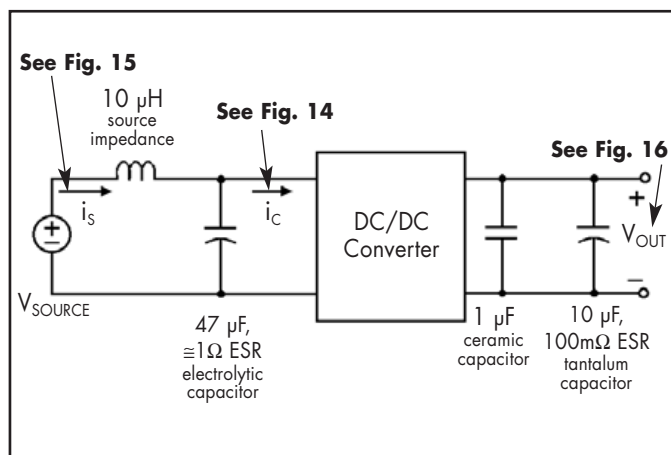 See Fig. 15
10 µH
source
impedance
See Fig. 14
See Fig. 16
iS
iC
DC/DC
Converter
+
VOUT
–
+
–
VSOURCE
47 µF,
≅1Ω ESR
electrolytic
capacitor
1 µF
ceramic
capacitor
10 µF,
100mΩ ESR
tantalum
capacitor